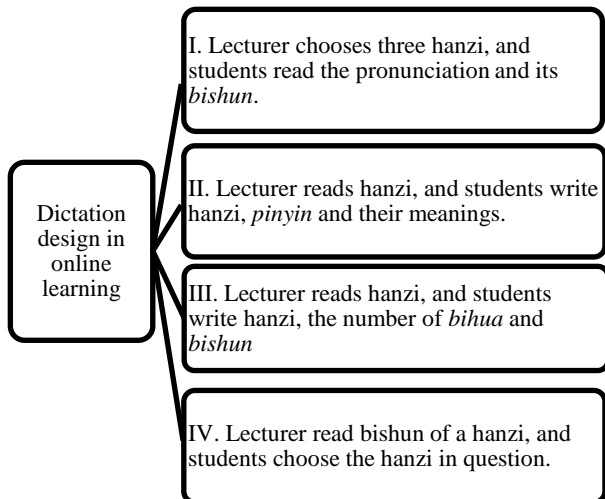 Dictation
design in
online
learning
I. Lecturer chooses three hanzi, and
students read the pronunciation and its
bishun.
II. Lecturer reads hanzi, and students write
hanzi, pinyin and their meanings.
III. Lecturer reads hanzi, and students
write hanzi, the number of bihua and
bishun
IV. Lecturer read bishun of a hanzi, and
students choose the hanzi in question.